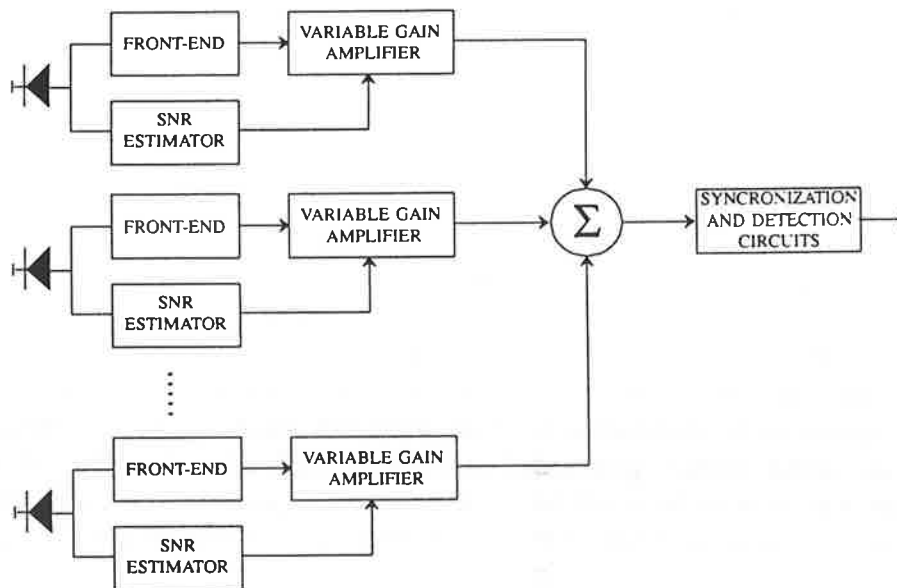 FRONT-END
VARIABLE GAIN
AMPLIFIER
SNR
ESTIMATOR
FRONT-END
VARIABLE GAIN
AMPLIFIER
SNR
ESTIMATOR
Σ
SYNCRONIZATION
AND DETECTION
CIRCUITS
FRONT-END
VARIABLE GAIN
AMPLIFIER
SNR
ESTIMATOR